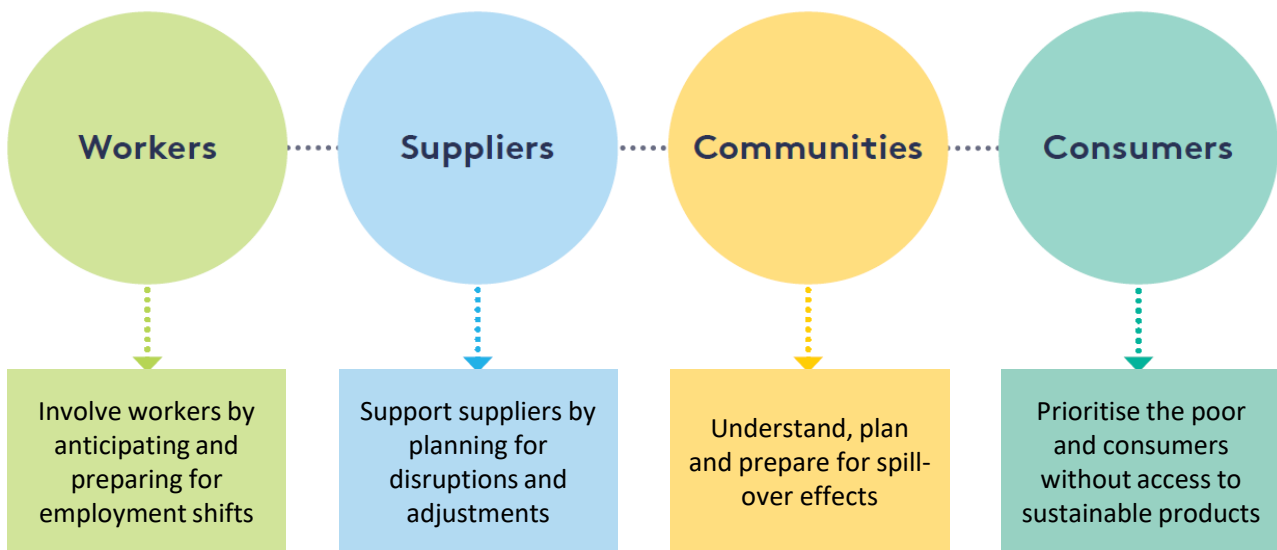 Workers
Suppliers
Communities
Consumers
Involve workers by
anticipating and
preparing for
employment shifts
Support suppliers by
planning for
disruptions and
adjustments
Understand, plan
and prepare for spill-
over effects
Prioritise the poor
and consumers
without access to
sustainable products